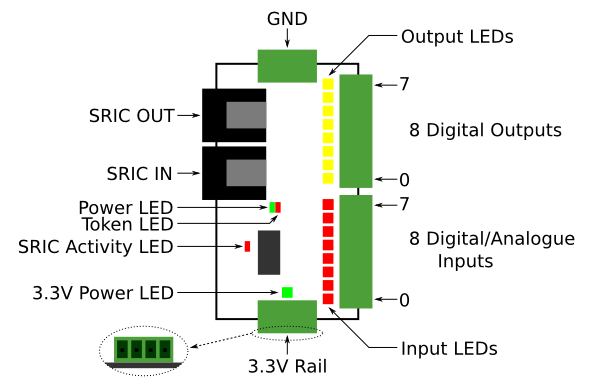 GND
Output LEDs
7
SRIC OUT
8 Digital Outputs
SRIC IN
0
Power LED
7
Token LED
SRIC Activity LED
8 Digital/Analogue
Inputs
3.3V Power LED
0
Input LEDs
3.3V Rail